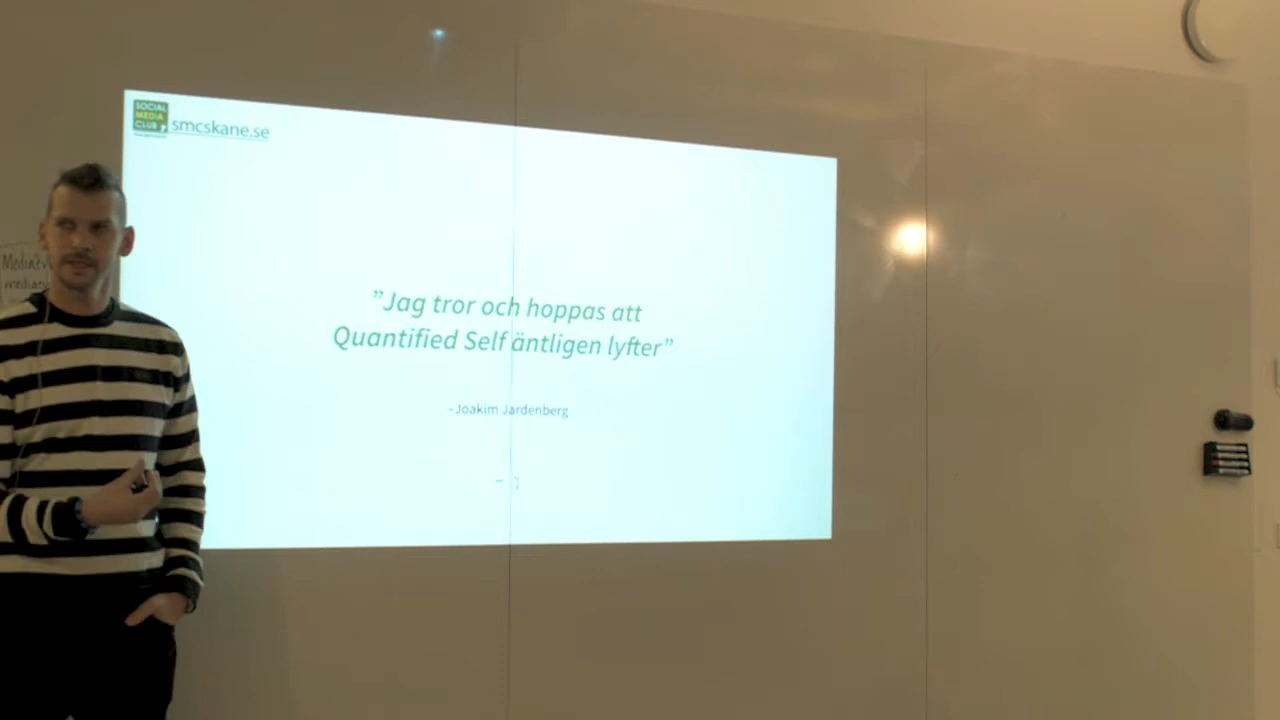 SOCIAL
MEDIA
CLUB
smcskane.se
”Jag tror och hoppas att
Quantified Self äntligen lyfter”
- Joakim Jardenberg